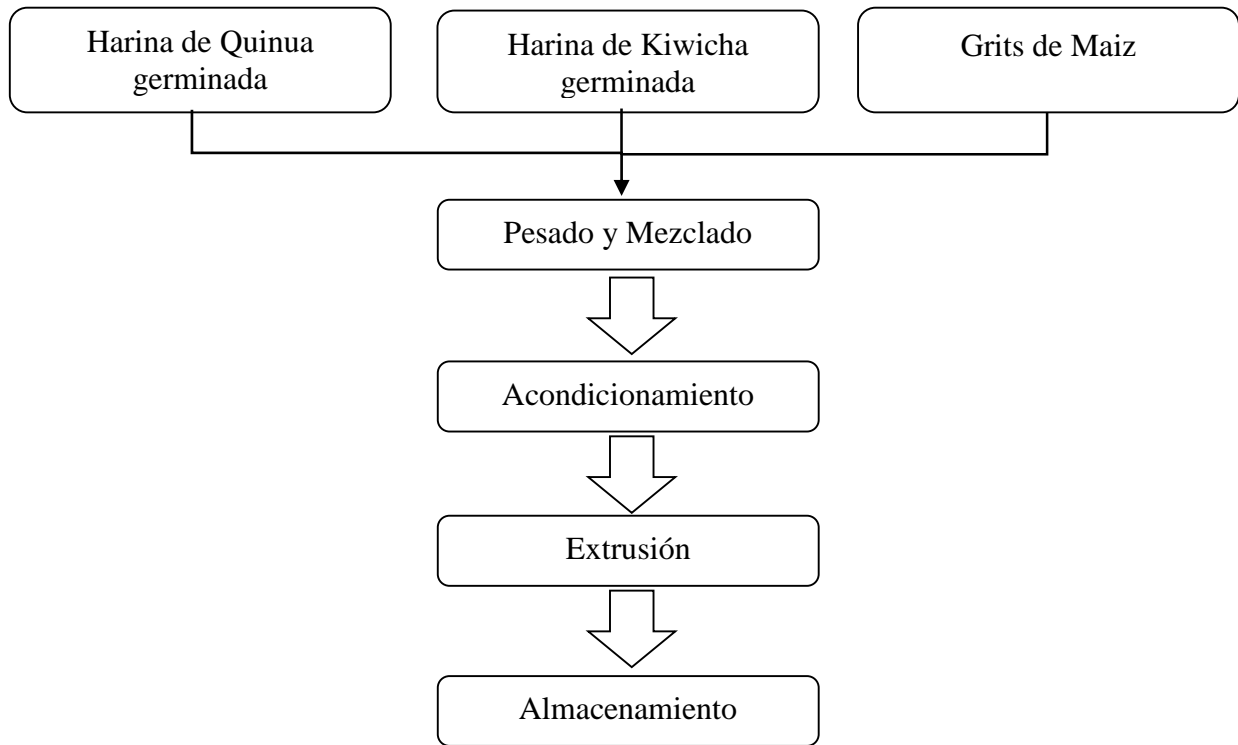 Harina de Quinua
germinada
Harina de Kiwicha
germinada
Grits de Maiz
Pesado y Mezclado
Acondicionamiento
Extrusión
Almacenamiento